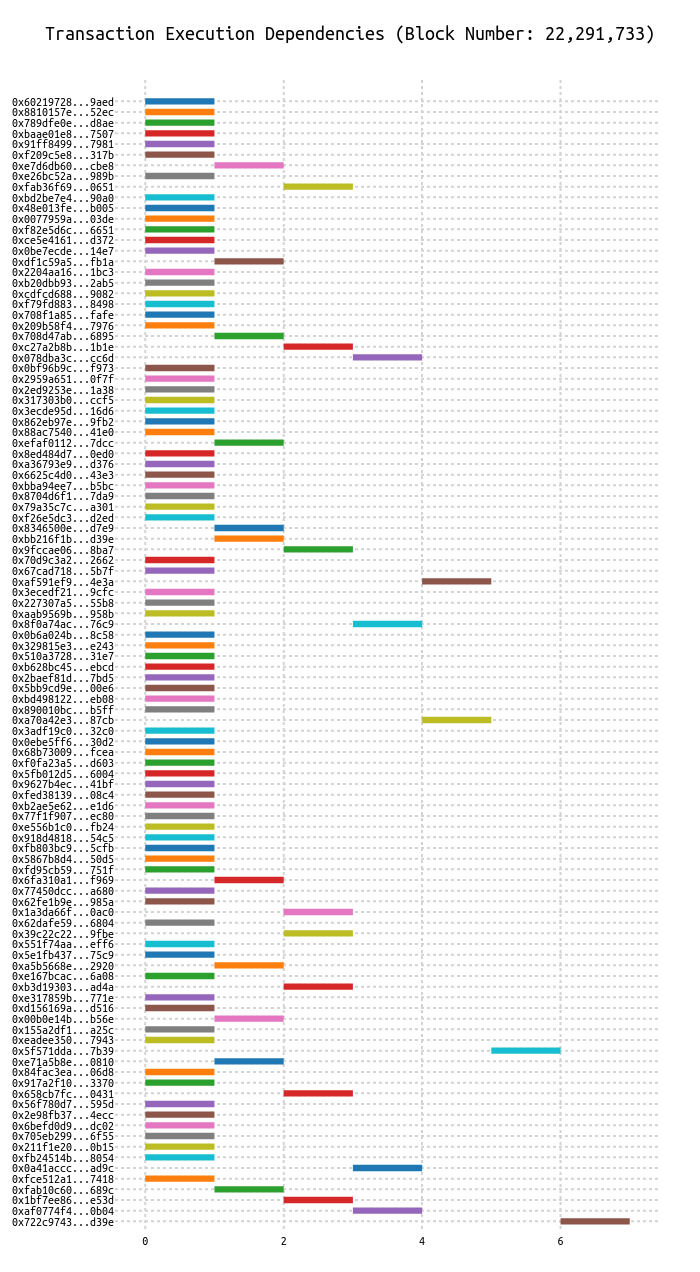 Transaction Execution Dependencies (Block Number: 22,291,733)
0x60219728...9aed
0x8810157e...52ec
0x789dfe0e...d8ae
0xbaae01e8...7507
0x91ff8499...7981
0xf209c5e8...317b
0xe7d6db60...cbe8
0xe26bc52a...989b
0xfab36f69...0651
0xbd2be7e4...90a0
0x48e013fe...b005
0x0077959a...03de
0xf82e5d6c...6651
0xce5e4161...d372
0x0be7ecde...14e7
0xdf1c59a5...fb1a
0x2204aa16...1bc3
0xb20dbb93...2ab5
0xcdfcd688...9082
0xf79fd883...8498
0x708f1a85...fafe
0x209b58f4...7976
0x708d47ab...6895
0xc27a2b8b...1b1e
0x078dba3c...cc6d
0x0bf96b9c...f973
0x2959a651...0f7f
0x2ed9253e...1a38
0x317303b0...ccf5
0x3ecde95d...16d6
0x862eb97e...9fb2
0x88ac7540...41e0
0xefaf0112...7dcc
0x8ed484d7...0ed0
0xa36793e9...d376
0x6625c4d0...43e3
0xbba94ee7...b5bc
0x8704d6f1...7da9
0x79a35c7c...a301
0xf26e5dc3...d2ed
0x8346500e...d7e9
0xbb216f1b...d39e
0x9fccae06...8ba7
0x70d9c3a2...2662
0x67cad718...5b7f
0xaf591ef9...4e3a
0x3ecedf21...9cfc
0x227307a5...55b8
0xaab9569b...958b
0x8f0a74ac...76c9
0x0b6a024b...8c58
0x329815e3...e243
0x510a3728...31e7
0xb628bc45...ebcd
0x2baef81d...7bd5
0x5bb9cd9e...00e6
0xbd498122...eb08
0x890010bc...b5ff
0xa70a42e3...87cb
0x3adf19c0...32c0
0x0ebe5ff6...30d2
0x68b73009...fcea
0xf0fa23a5...d603
0x5fb012d5...6004
0x9627b4ec...41bf
0xfed38139...08c4
0xb2ae5e62...e1d6
0x77f1f907...ec80
0xe556b1c0...fb24
0x918d4818...54c5
0xfb803bc9...5cfb
0x5867b8d4...50d5
0xfd95cb59...751f
0x6fa310a1...f969
0x77450dcc...a680
0x62fe1b9e...985a
0x1a3da66f...0ac0
0x62dafe59...6804
0x39c22c22...9fbe
0x551f74aa...eff6
0x5e1fb437...75c9
0xa5b5668e...2920
0xe167bcac...6a08
0xb3d19303...ad4a
0xe317859b...771e
0xd156169a...d516
0x00b0e14b...b56e
0x155a2df1...a25c
0xeadee350...7943
0x5f571dda...7b39
0xe71a5b8e...0810
0x84fac3ea...06d8
0x917a2f10...3370
0x658cb7fc...0431
0x56f780d7...595d
0x2e98fb37...4ecc
0x6befd0d9...dc02
0x705eb299...6f55
0x211f1e20...0b15
0xfb24514b...8054
0x0a41accc...ad9c
0xfce512a1...7418
0xfab10c60...689c
0x1bf7ee86...e53d
0xaf0774f4...0b04
0x722c9743...d39e
0 2 4 6